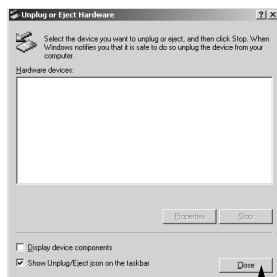 Unplug or Eject Hardware
Select the device you want to unplug or eject, and then click Stop. When
Windows notifies you that it is safe to do so unplug the device from your
computer.
Hardware devices:
Properties
Stop
Display device components
Show Unplug/Eject icon on the taskbar
Close